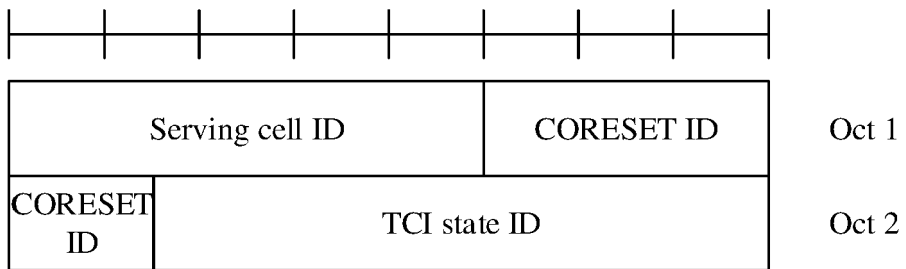 Serving cell ID CORESET ID Oct 1
CORESET
ID
TCI state ID Oct 2